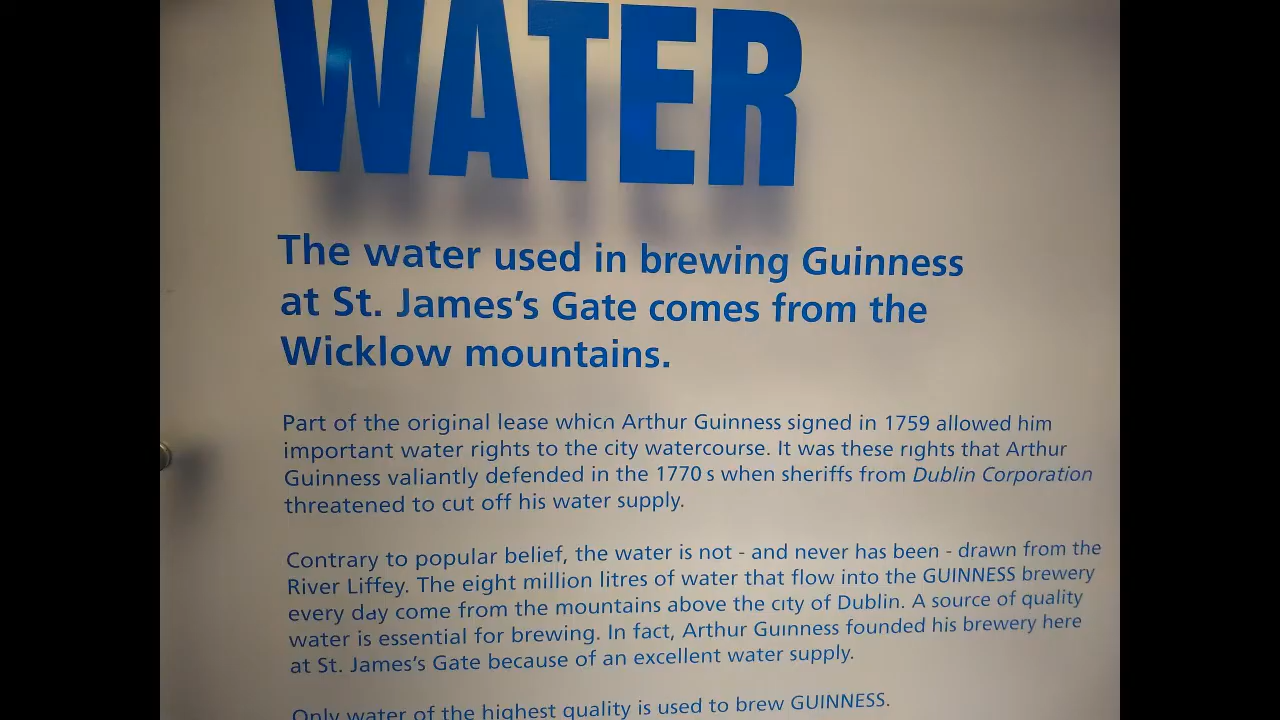 WATER
The water used in brewing Guinness
at St. James's Gate comes from the
Wicklow mountains.
Part of the original lease which Arthur Guinness signed in 1759 allowed him
important water rights to the city watercourse. It was these rights that Arthur
Guinness valiantly defended in the 1770s when sheriffs from Dublin Corporation
threatened to cut off his water supply.
Contrary to popular belief, the water is not - and never has been - drawn from the
River Liffey. The eight million litres of water that flow into the GUINNESS brewery
every day come from the mountains above the city of Dublin. A source of quality
water is essential for brewing. In fact, Arthur Guinness founded his brewery here
at St. James's Gate because of an excellent water supply.
Only water of the highest quality is used to brew GUINNESS.